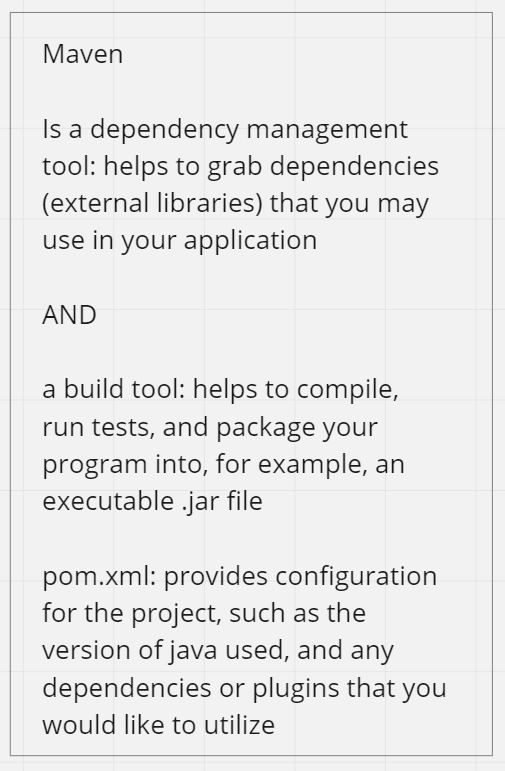 Maven
Is a dependency management
tool: helps to grab dependencies
(external libraries) that you may
use in your application
AND
a build tool: helps to compile,
run tests, and package your
program into, for example, an
executable .jar file
pom.xml: provides configuration
for the project, such as the
version of java used, and any
dependencies or plugins that you
would like to utilize